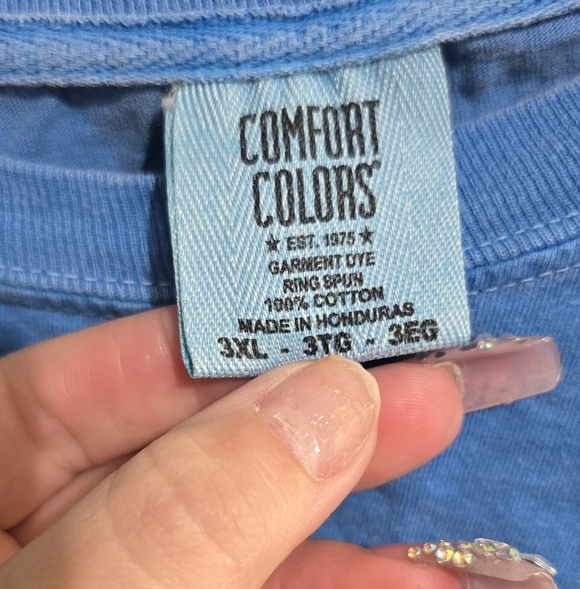 COMFORT
COLORS®
★ EST. 1975 ★
GARMENT DYE
RING SPUN
100% COTTON
MADE IN HONDURAS
3XL - 3TG - 3EG